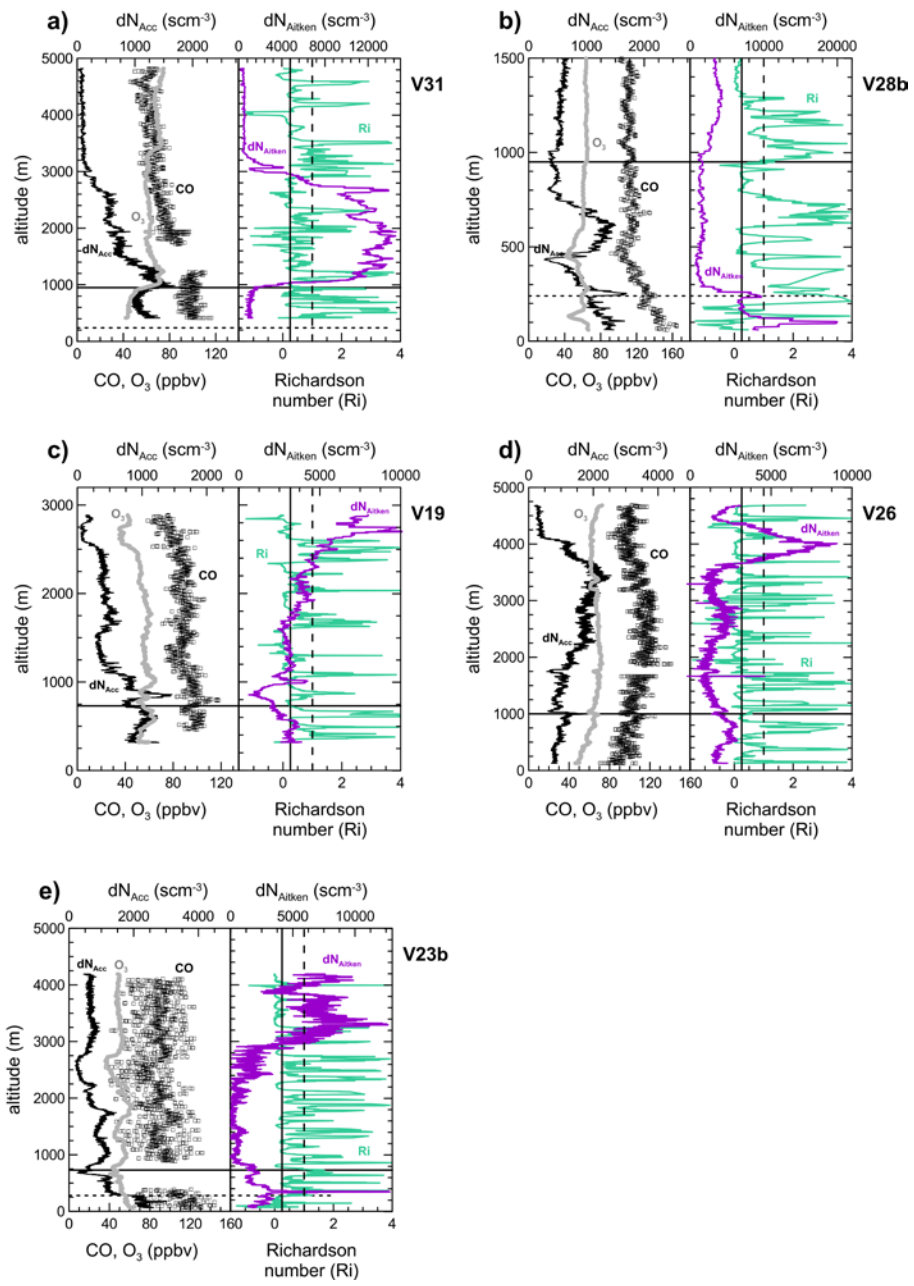 a)
dN_Acc (scm⁻³) dN_Aitken (scm⁻³)
0 1000 2000 0 4000 8000 12000
V31
5000
4000
3000
2000
1000
0
altitude (m)
Ri
dN_Aitken
CO
O₃
dN_Acc
0 40 80 120 0 2 4
CO, O₃ (ppbv) Richardson number (Ri)
b)
dN_Acc (scm⁻³) dN_Aitken (scm⁻³)
0 1000 2000 0 10000 20000
V28b
1500
1000
500
0
altitude (m)
O₃
Ri
CO
dN_Acc
dN_Aitken
0 40 80 120 160 0 2 4
CO, O₃ (ppbv) Richardson number (Ri)
c)
dN_Acc (scm⁻³) dN_Aitken (scm⁻³)
0 1000 2000 0 5000 10000
V19
3000
2000
1000
0
altitude (m)
O₃
dN_Aitken
Ri
CO
dN_Acc
0 40 80 120 0 2 4
CO, O₃ (ppbv) Richardson number (Ri)
d)
dN_Acc (scm⁻³) dN_Aitken (scm⁻³)
0 2000 4000 0 5000 10000
V26
5000
4000
3000
2000
1000
0
altitude (m)
O₃
dN_Aitken
CO
dN_Acc
Ri
0 40 80 120 160 0 2 4
CO, O₃ (ppbv) Richardson number (Ri)
e)
dN_Acc (scm⁻³) dN_Aitken (scm⁻³)
0 1000 2000 3000 4000 0 5000 10000
V23b
5000
4000
3000
2000
1000
0
altitude (m)
dN_Acc O₃ CO
dN_Aitken
Ri
0 40 80 120 160 0 2 4
CO, O₃ (ppbv) Richardson number (Ri)